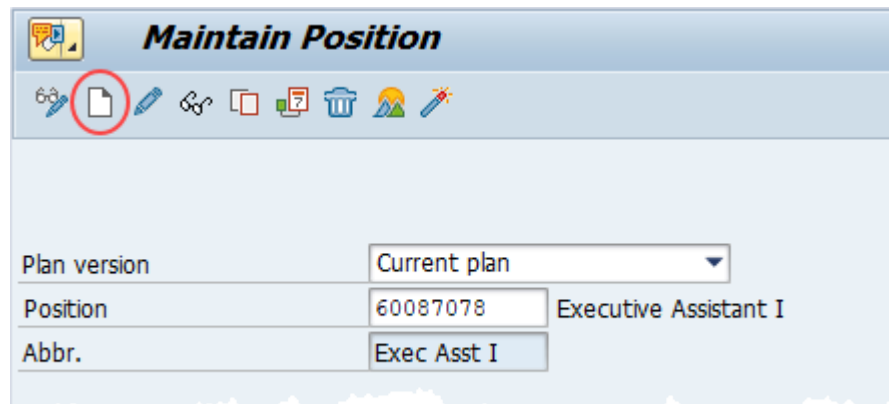 Maintain Position
Plan version Current plan
Position 60087078 Executive Assistant I
Abbr. Exec Asst I